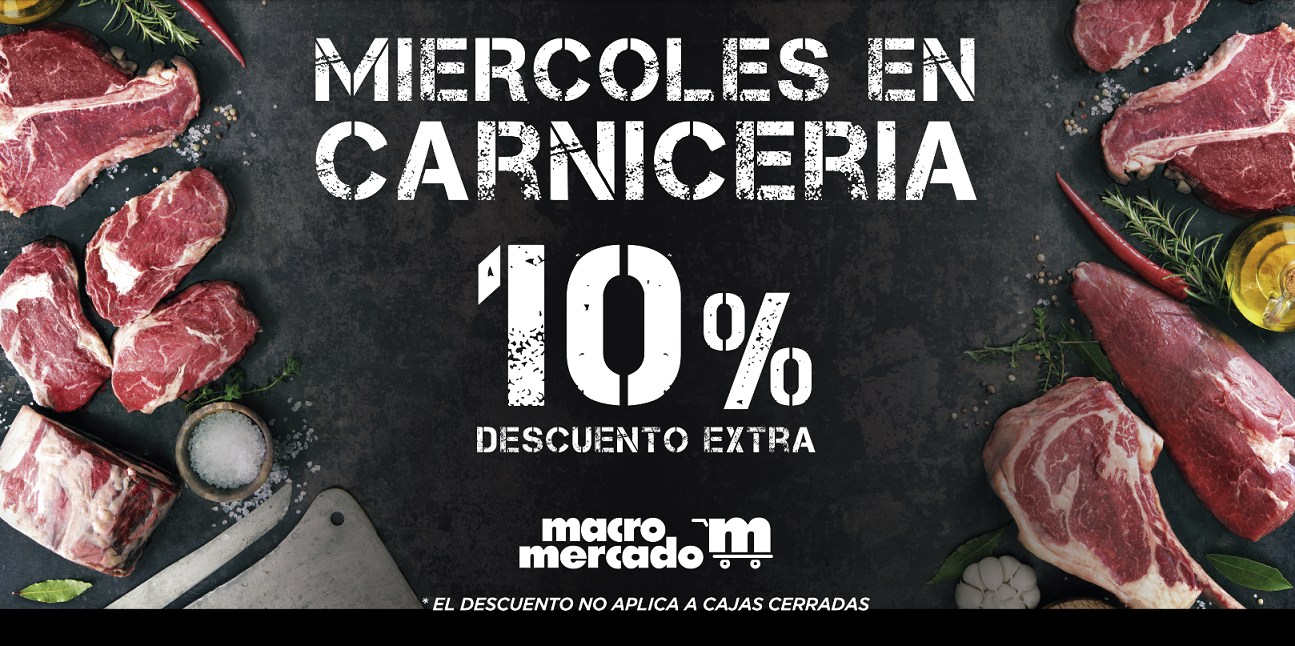 MIERCOLES EN
CARNICERIA
10%
DESCUENTO EXTRA
macro
mercado m
* EL DESCUENTO NO APLICA A CAJAS CERRADAS